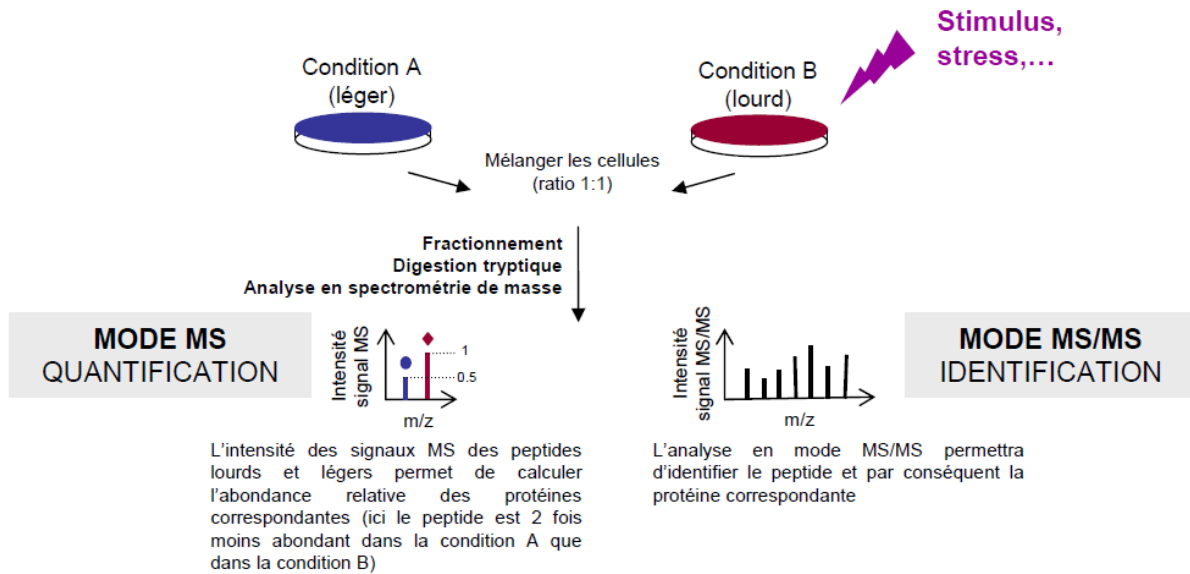 Stimulus,
stress,…
Condition A
(léger)
Condition B
(lourd)
Mélanger les cellules
(ratio 1:1)
Fractionnement
Digestion tryptique
Analyse en spectrométrie de masse
MODE MS
QUANTIFICATION
Intensité
signal MS
1
0.5
m/z
Intensité
signal MS/MS
m/z
MODE MS/MS
IDENTIFICATION
L'intensité des signaux MS des peptides
lourds et légers permet de calculer
l'abondance relative des protéines
correspondantes (ici le peptide est 2 fois
moins abondant dans la condition A que
dans la condition B)
L'analyse en mode MS/MS permettra
d'identifier le peptide et par conséquent la
protéine correspondante